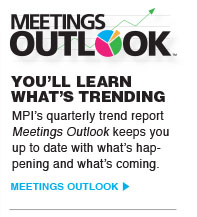 MEETINGS
OUTLOOK™
YOU'LL LEARN
WHAT'S TRENDING
MPI's quarterly trend report
Meetings Outlook keeps you
up to date with what's hap-
pening and what's coming.
MEETINGS OUTLOOK ▶